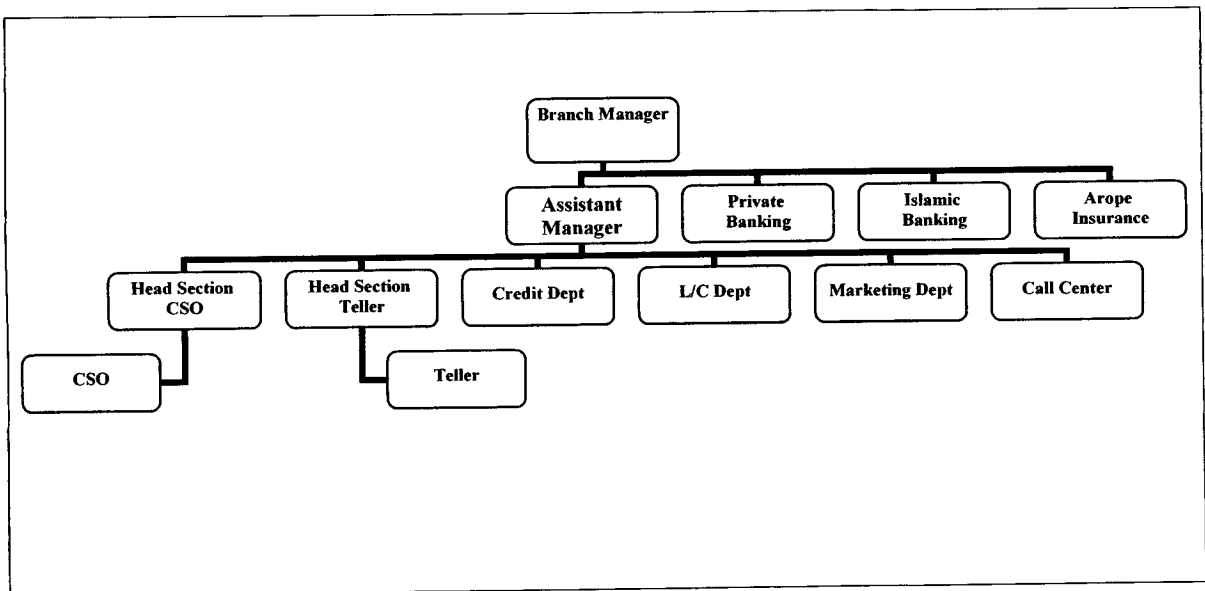 Branch Manager
Assistant
Manager
Private
Banking
Islamic
Banking
Arope
Insurance
Head Section
CSO
Head Section
Teller
Credit Dept
L/C Dept
Marketing Dept
Call Center
CSO
Teller